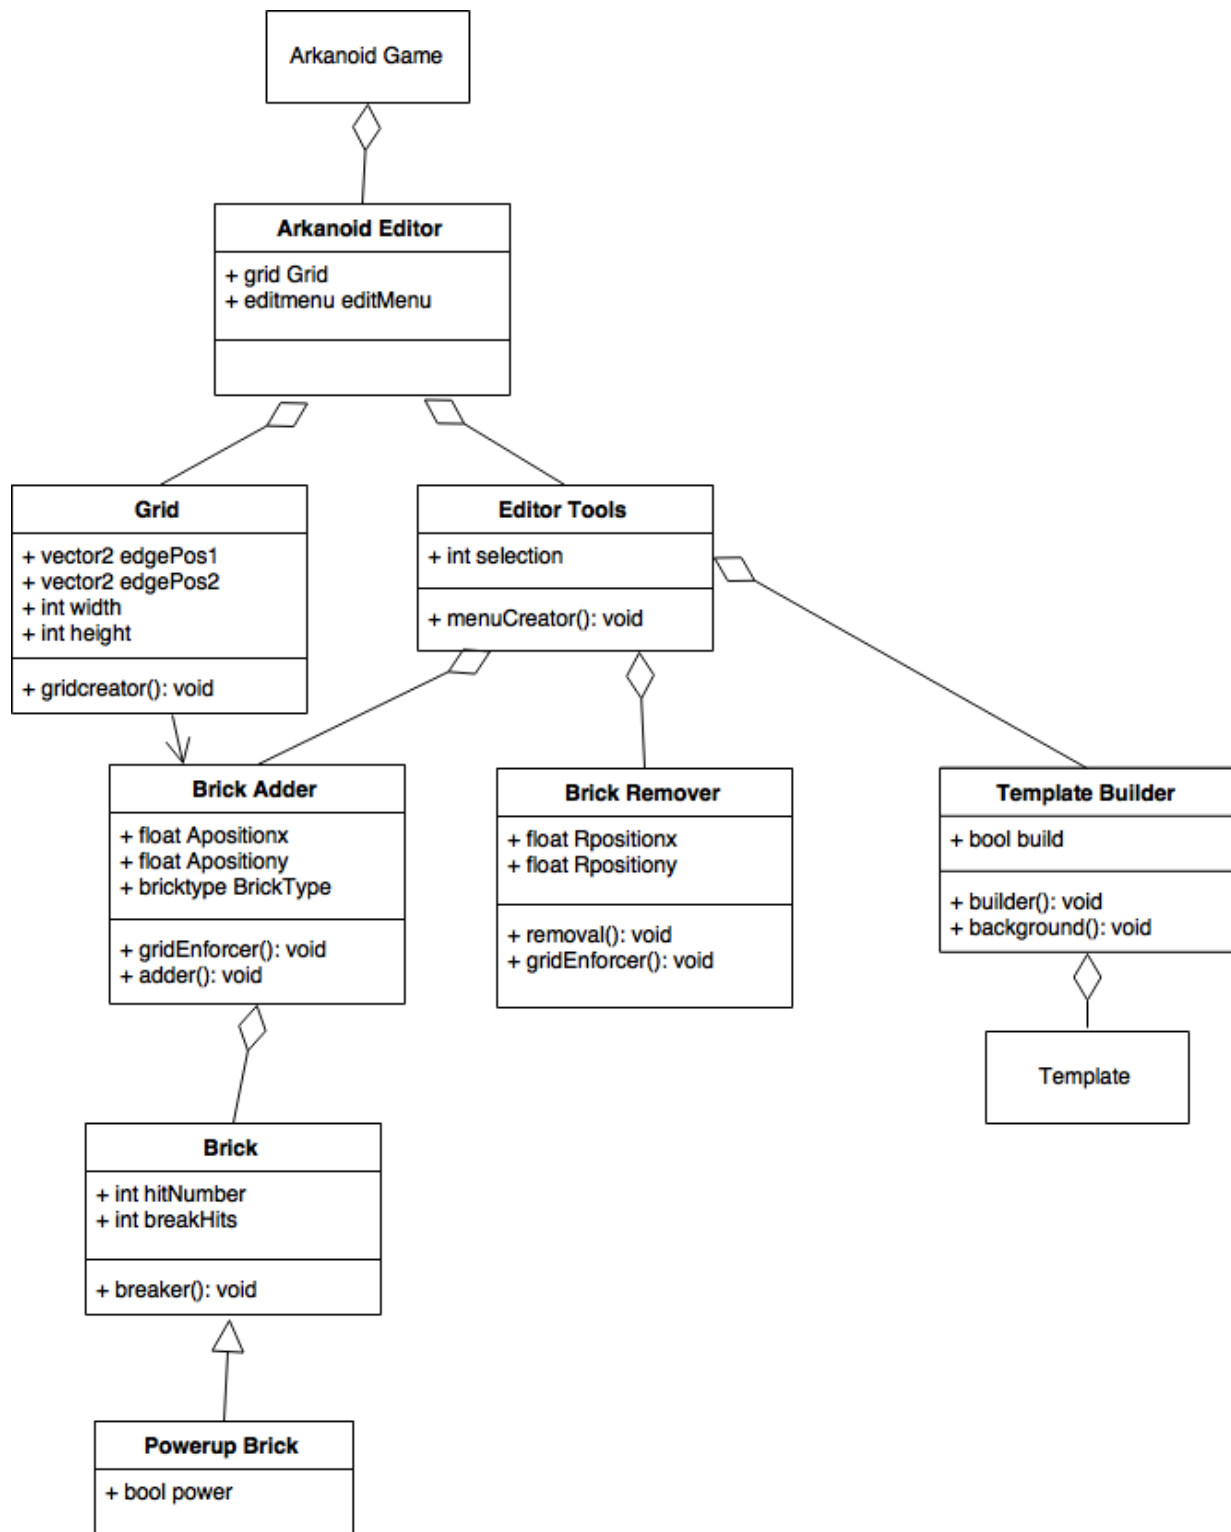 Arkanoid Game
Arkanoid Editor
+ grid Grid
+ editmenu editMenu
Grid
+ vector2 edgePos1
+ vector2 edgePos2
+ int width
+ int height
+ gridcreator(): void
Editor Tools
+ int selection
+ menuCreator(): void
Brick Adder
+ float Apositionx
+ float Apositiony
+ bricktype BrickType
+ gridEnforcer(): void
+ adder(): void
Brick Remover
+ float Rpositionx
+ float Rpositiony
+ removal(): void
+ gridEnforcer(): void
Template Builder
+ bool build
+ builder(): void
+ background(): void
Template
Brick
+ int hitNumber
+ int breakHits
+ breaker(): void
Powerup Brick
+ bool power